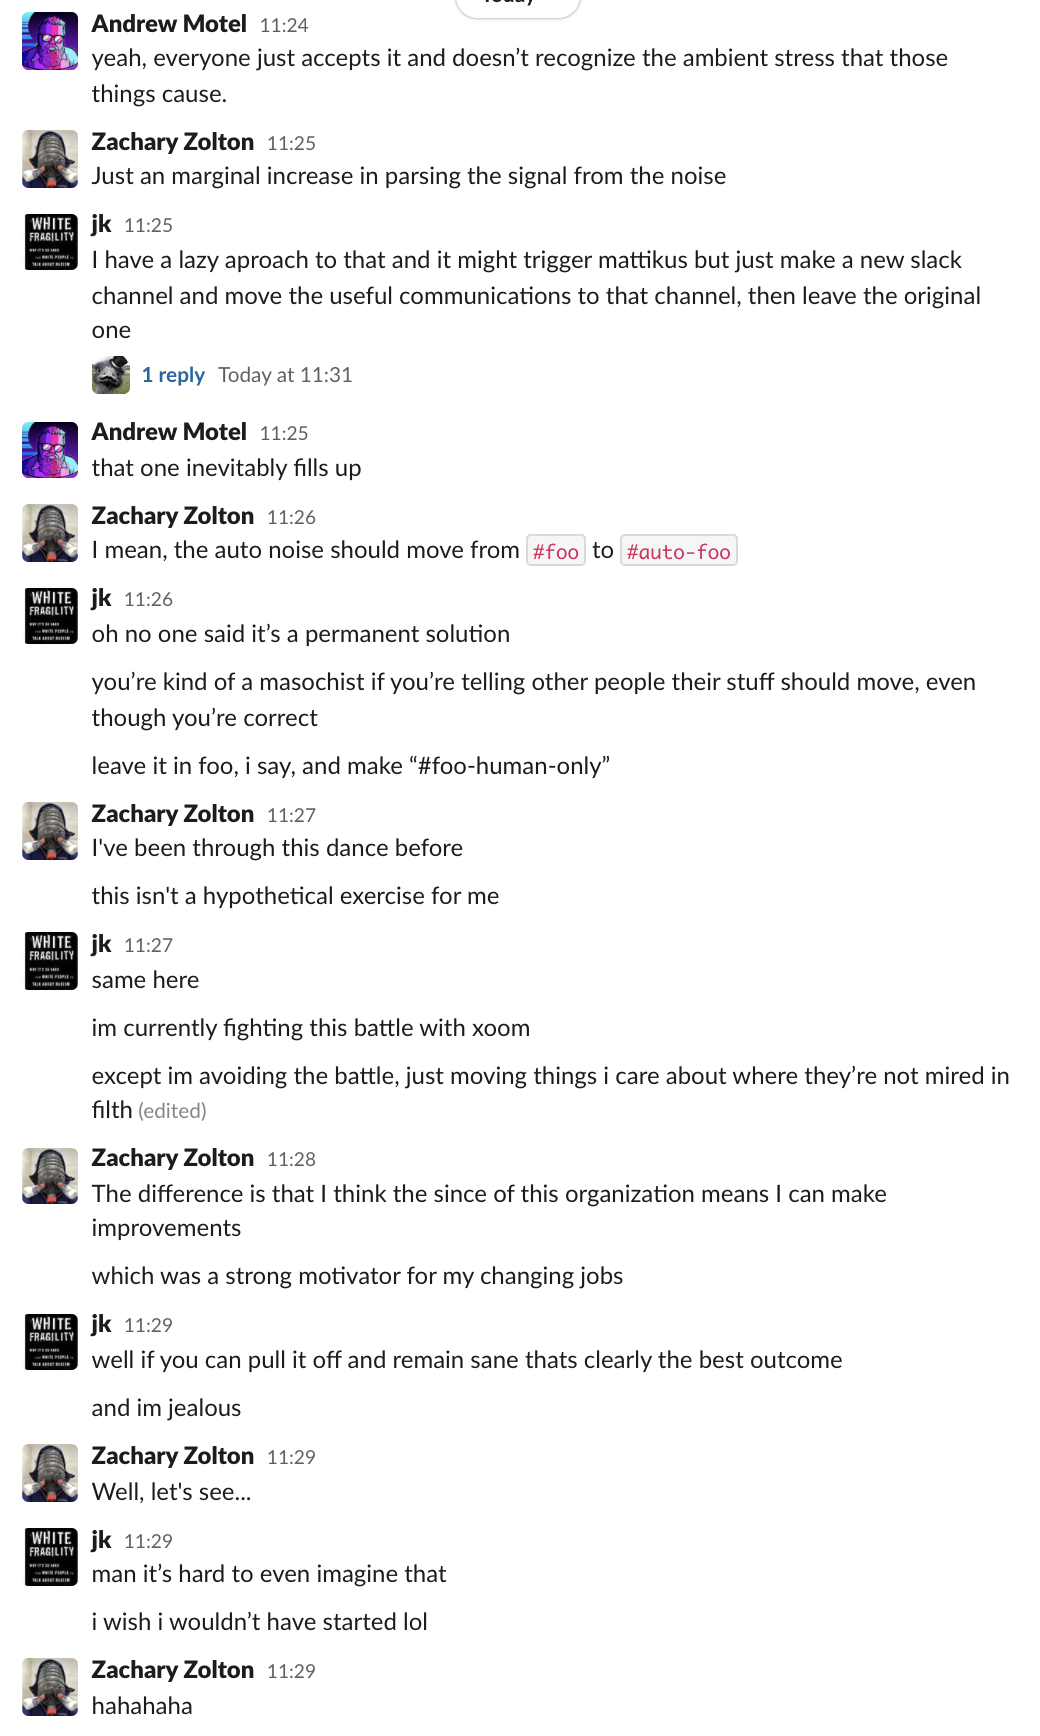 Andrew Motel 11:24
yeah, everyone just accepts it and doesn’t recognize the ambient stress that those
things cause.
Zachary Zolton 11:25
Just an marginal increase in parsing the signal from the noise
WHITE
FRAGILITY
jk 11:25
I have a lazy aproach to that and it might trigger mattikus but just make a new slack
channel and move the useful communications to that channel, then leave the original
one
1 reply Today at 11:31
Andrew Motel 11:25
that one inevitably fills up
Zachary Zolton 11:26
I mean, the auto noise should move from #foo to #auto-foo
WHITE
FRAGILITY
jk 11:26
oh no one said it’s a permanent solution
you’re kind of a masochist if you’re telling other people their stuff should move, even
though you’re correct
leave it in foo, i say, and make “#foo-human-only”
Zachary Zolton 11:27
I've been through this dance before
this isn't a hypothetical exercise for me
WHITE
FRAGILITY
jk 11:27
same here
im currently fighting this battle with xoom
except im avoiding the battle, just moving things i care about where they’re not mired in
filth (edited)
Zachary Zolton 11:28
The difference is that I think the since of this organization means I can make
improvements
which was a strong motivator for my changing jobs
WHITE
FRAGILITY
jk 11:29
well if you can pull it off and remain sane thats clearly the best outcome
and im jealous
Zachary Zolton 11:29
Well, let's see...
WHITE
FRAGILITY
jk 11:29
man it’s hard to even imagine that
i wish i wouldn’t have started lol
Zachary Zolton 11:29
hahahaha